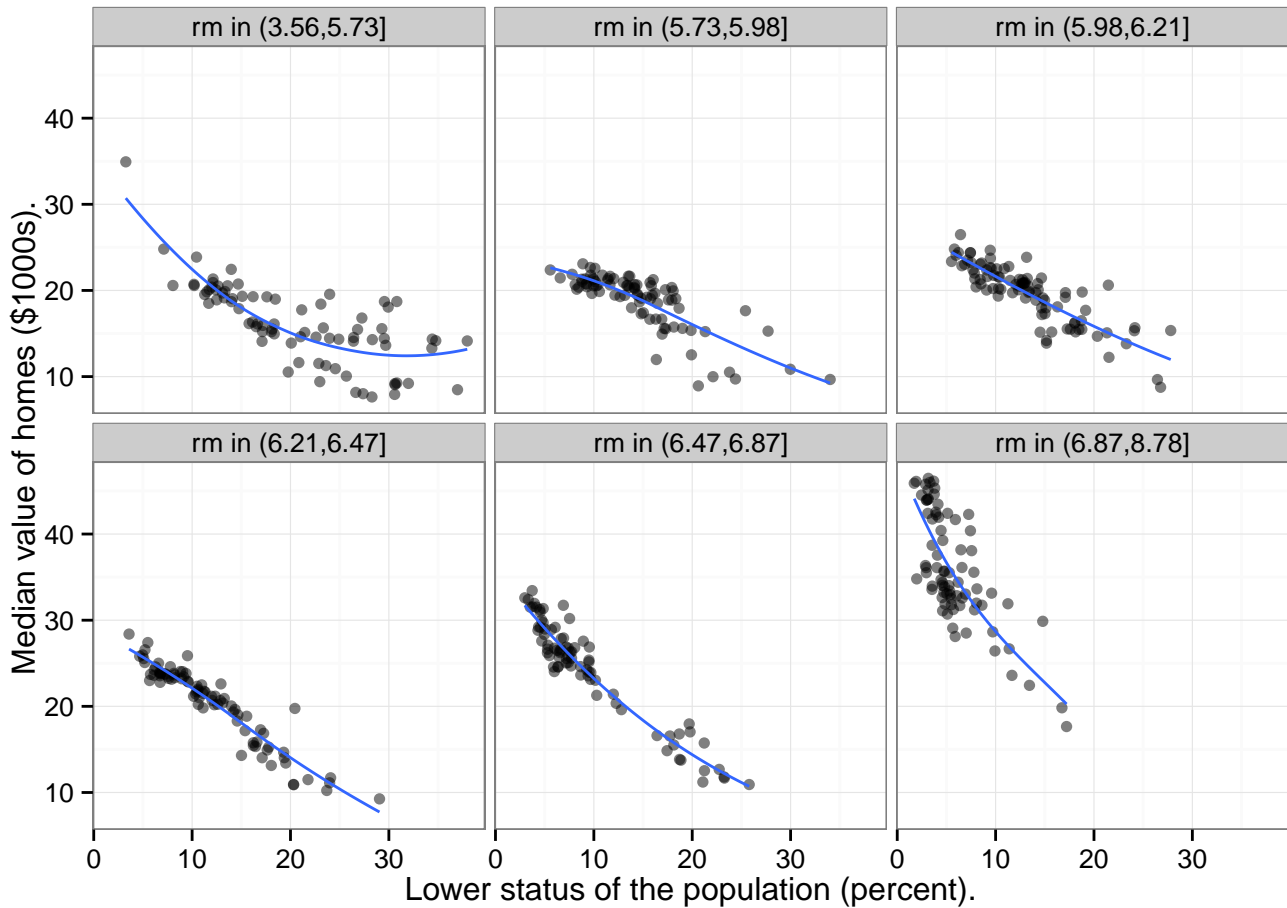 rm in (3.56,5.73] rm in (5.73,5.98] rm in (5.98,6.21]
40
30
20
10
rm in (6.21,6.47] rm in (6.47,6.87] rm in (6.87,8.78]
40
30
20
10
0 10 20 30 0 10 20 30 0 10 20 30
Lower status of the population (percent).
Median value of homes ($1000s).